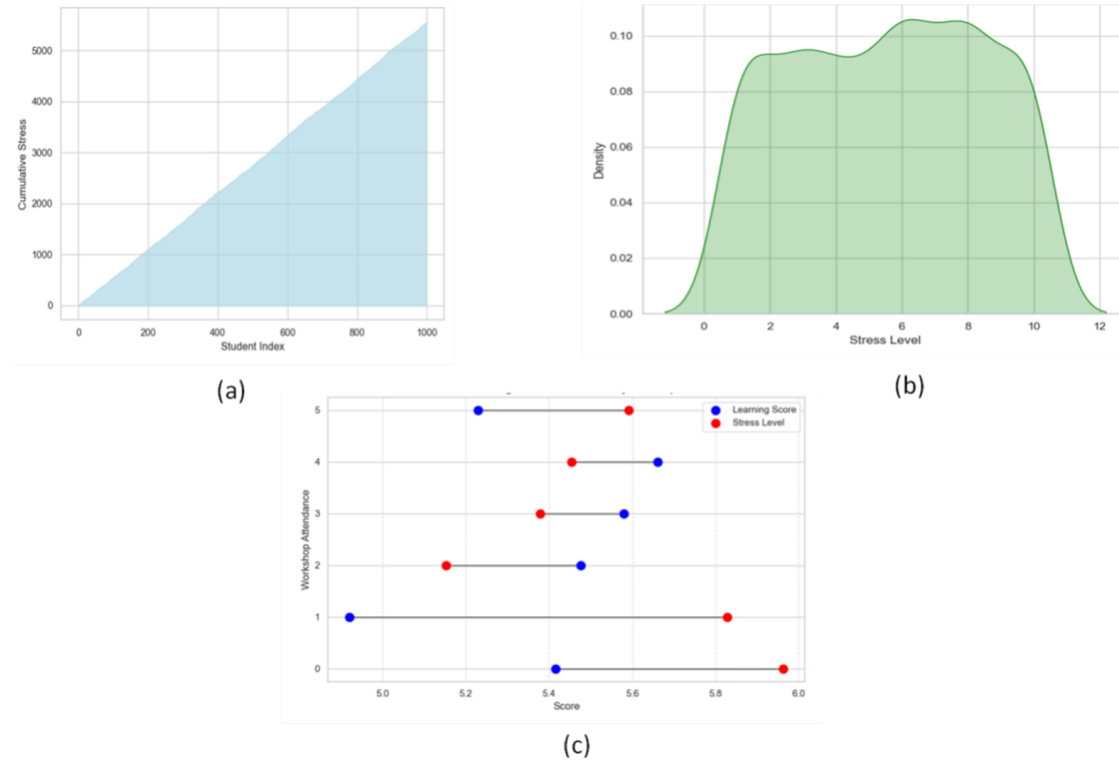 5000
4000
3000
2000
1000
0
Cumulative Stress
0 200 400 600 800 1000
Student Index
(a)
0.10
0.08
0.06
0.04
0.02
0.00
Density
0 2 4 6 8 10 12
Stress Level
(b)
Learning Score
Stress Level
5
4
3
2
1
0
Workshop Attendance
5.0 5.2 5.4 5.6 5.8 6.0
Score
(c)